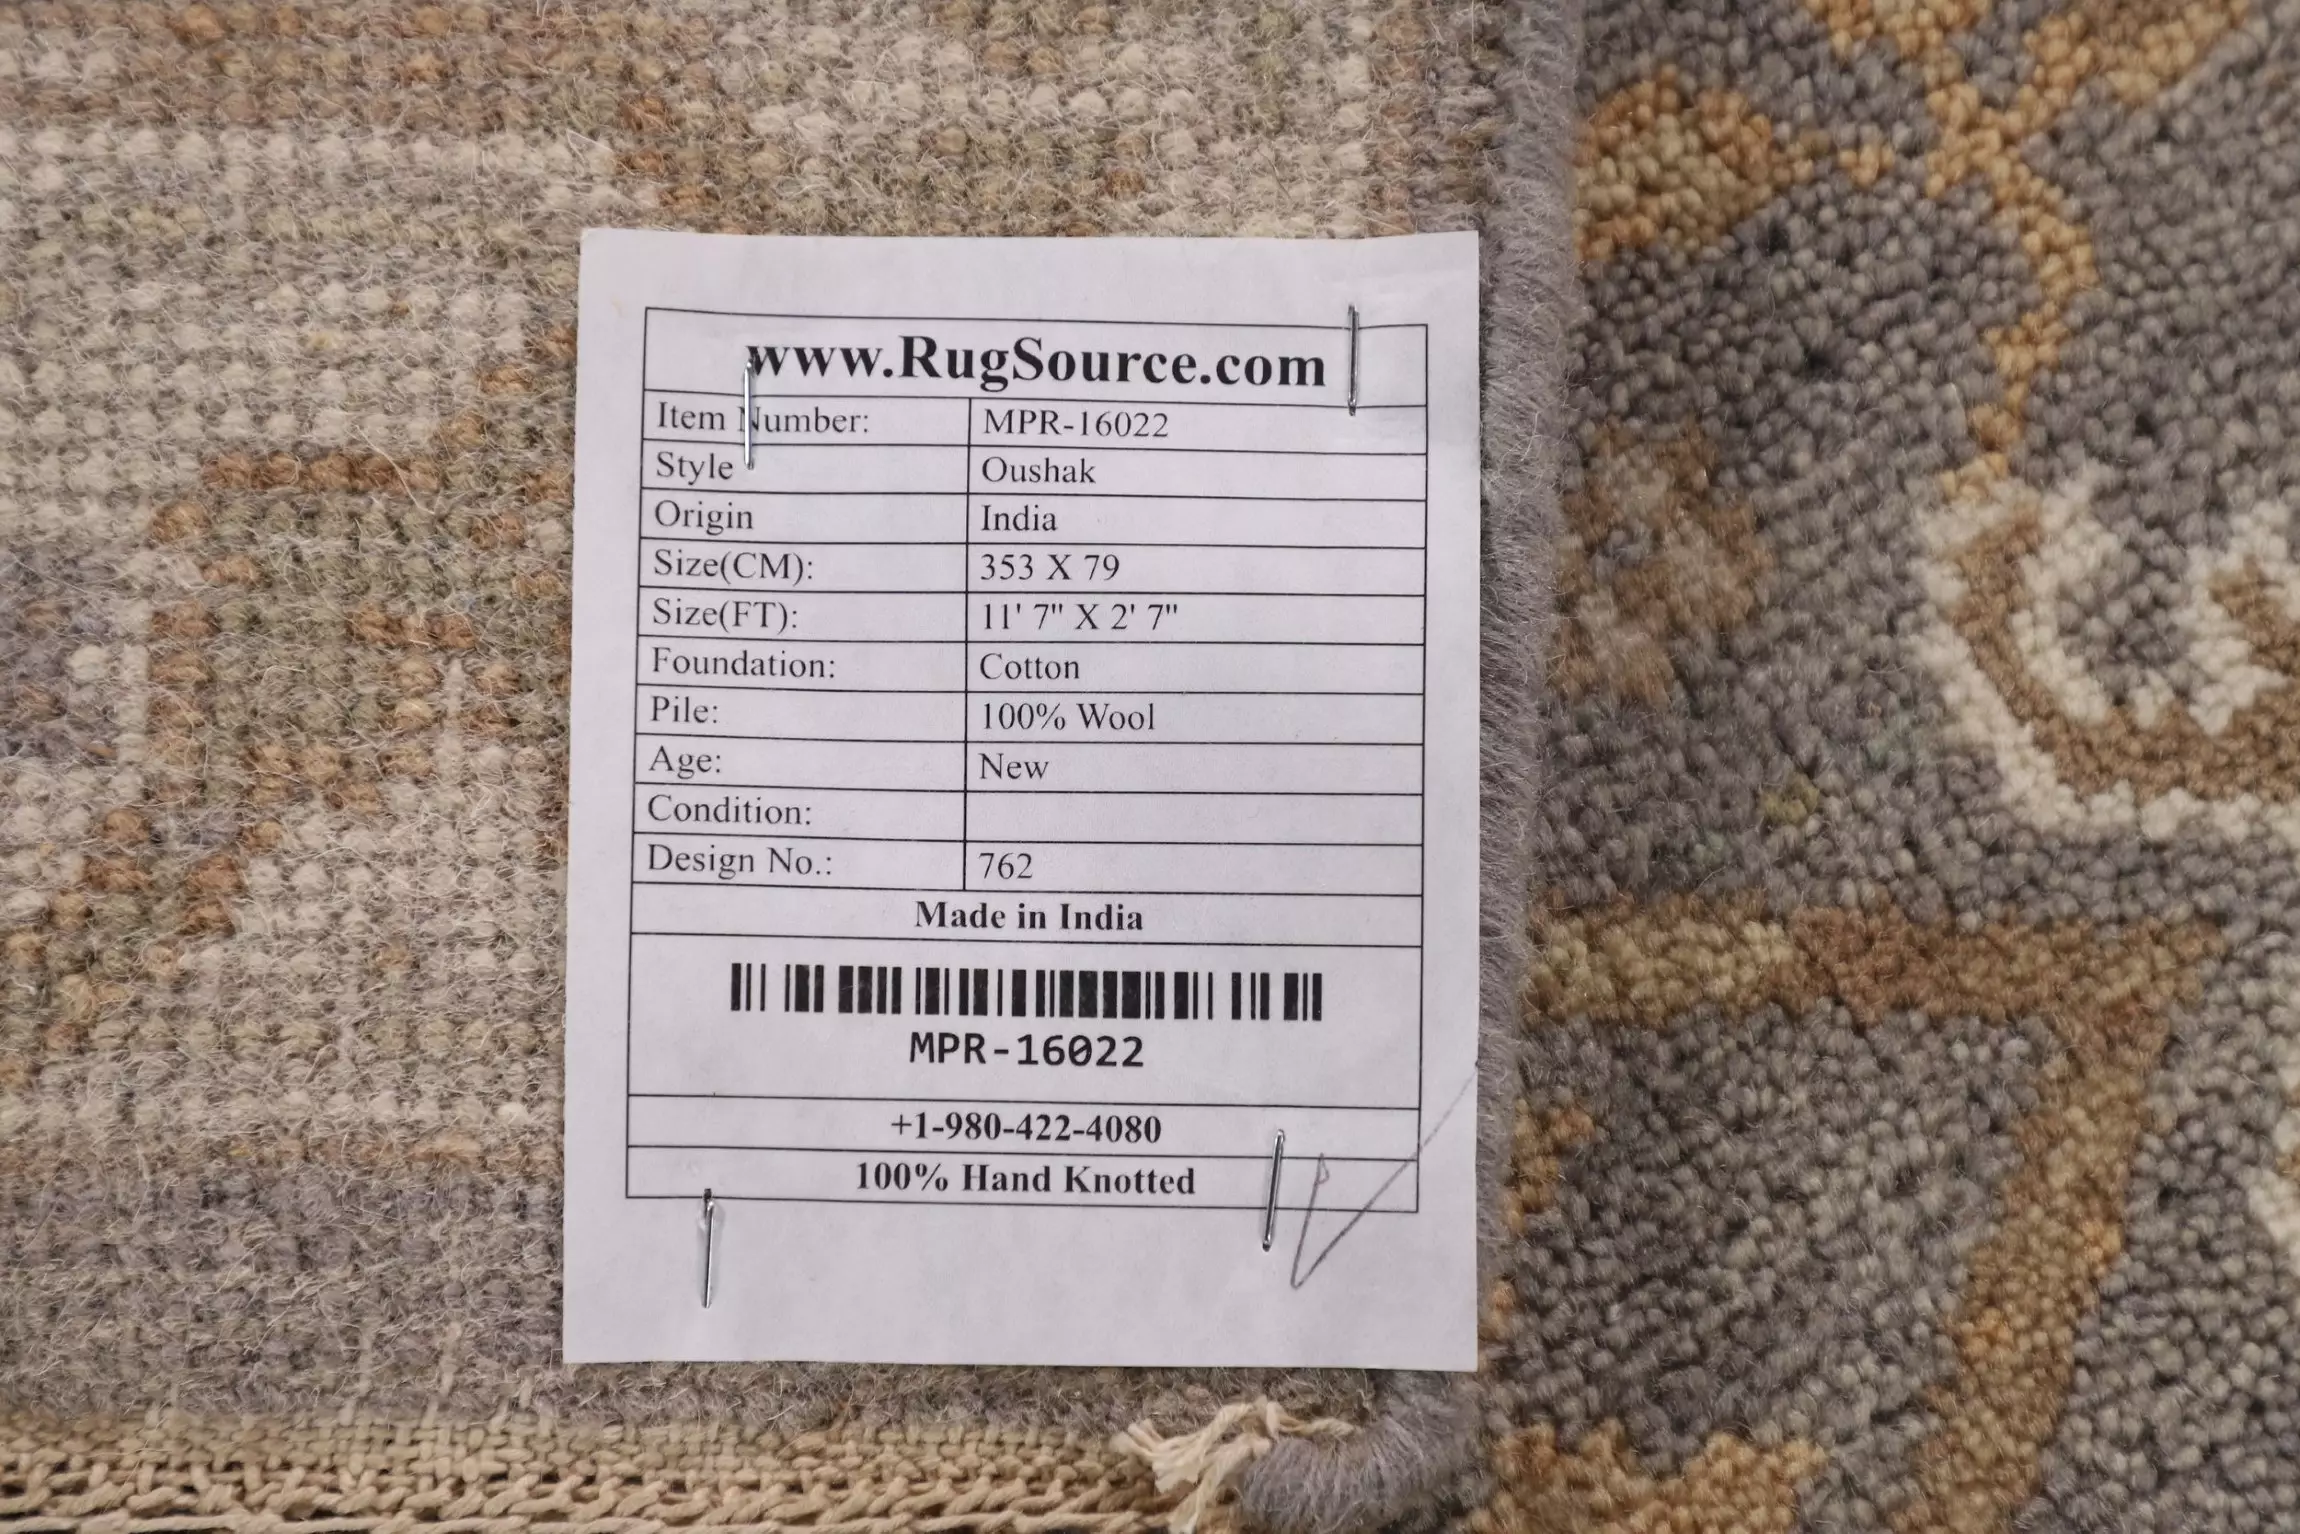 www.RugSource.com
Item Number: MPR-16022
Style Oushak
Origin India
Size(CM): 353 X 79
Size(FT): 11' 7" X 2' 7"
Foundation: Cotton
Pile: 100% Wool
Age: New
Condition:
Design No.: 762
Made in India
MPR-16022
+1-980-422-4080
100% Hand Knotted